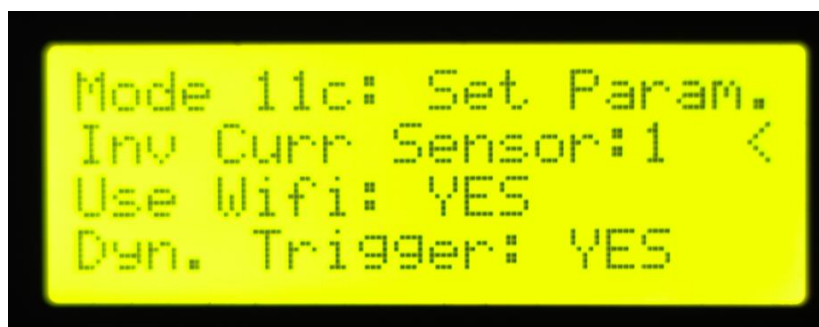 Mode 11c: Set Param.
Inv Curr Sensor:1 <
Use Wifi: YES
Dyn. Trigger: YES